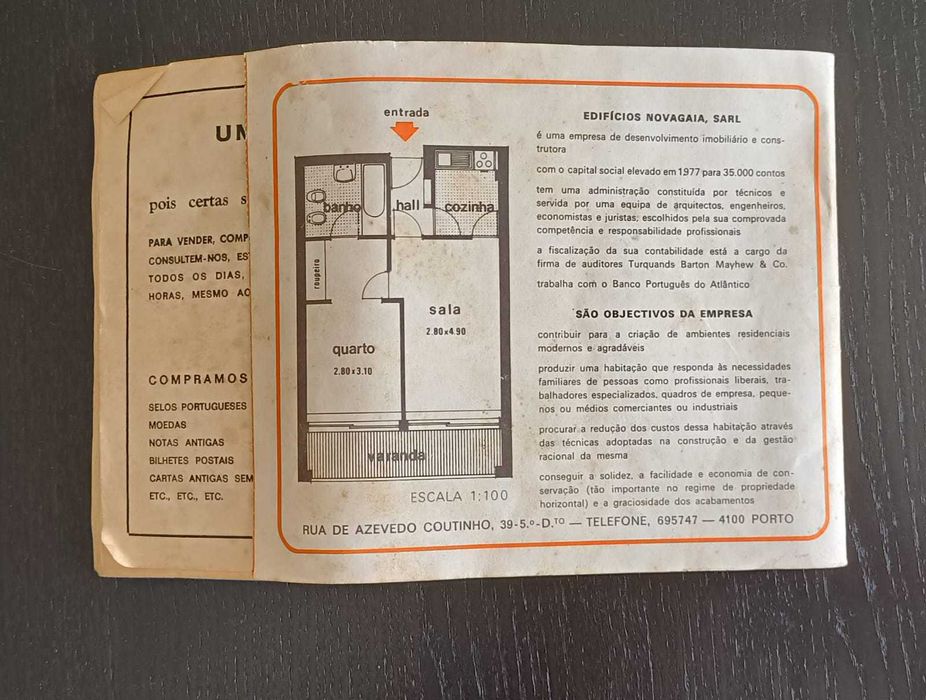 UM
pois certas s
PARA VENDER, COMP
CONSULTEM-NOS, ES
TODOS OS DIAS,
HORAS, MESMO AO
COMPRAMOS
SELOS PORTUGUESES
MOEDAS
NOTAS ANTIGAS
BILHETES POSTAIS
CARTAS ANTIGAS SEM
ETC., ETC., ETC.
entrada
banho
hall
cozinha
roupeiro
sala
2.80x4.90
quarto
2.80x3.10
varanda
ESCALA 1:100
EDIFÍCIOS NOVAGAIA, SARL
é uma empresa de desenvolvimento imobiliário e cons-
trutora
com o capital social elevado em 1977 para 35.000 contos
tem uma administração constituída por técnicos e
servida por uma equipa de arquitectos, engenheiros,
economistas e juristas, escolhidos pela sua comprovada
competência e responsabilidade profissionais
a fiscalização da sua contabilidade está a cargo da
firma de auditores Turquands Barton Mayhew & Co.
trabalha com o Banco Português do Atlântico
SÃO OBJECTIVOS DA EMPRESA
contribuir para a criação de ambientes residenciais
modernos e agradáveis
produzir uma habitação que responda às necessidades
familiares de pessoas como profissionais liberais, tra-
balhadores especializados, quadros de empresa, peque-
nos ou médios comerciantes ou industriais
procurar a redução dos custos dessa habitação através
das técnicas adoptadas na construção e da gestão
racional da mesma
conseguir a solidez, a facilidade e economia de con-
servação (tão importante no regime de propriedade
horizontal) e a graciosidade dos acabamentos
RUA DE AZEVEDO COUTINHO, 39-5.º-D.TO — TELEFONE, 695747 — 4100 PORTO